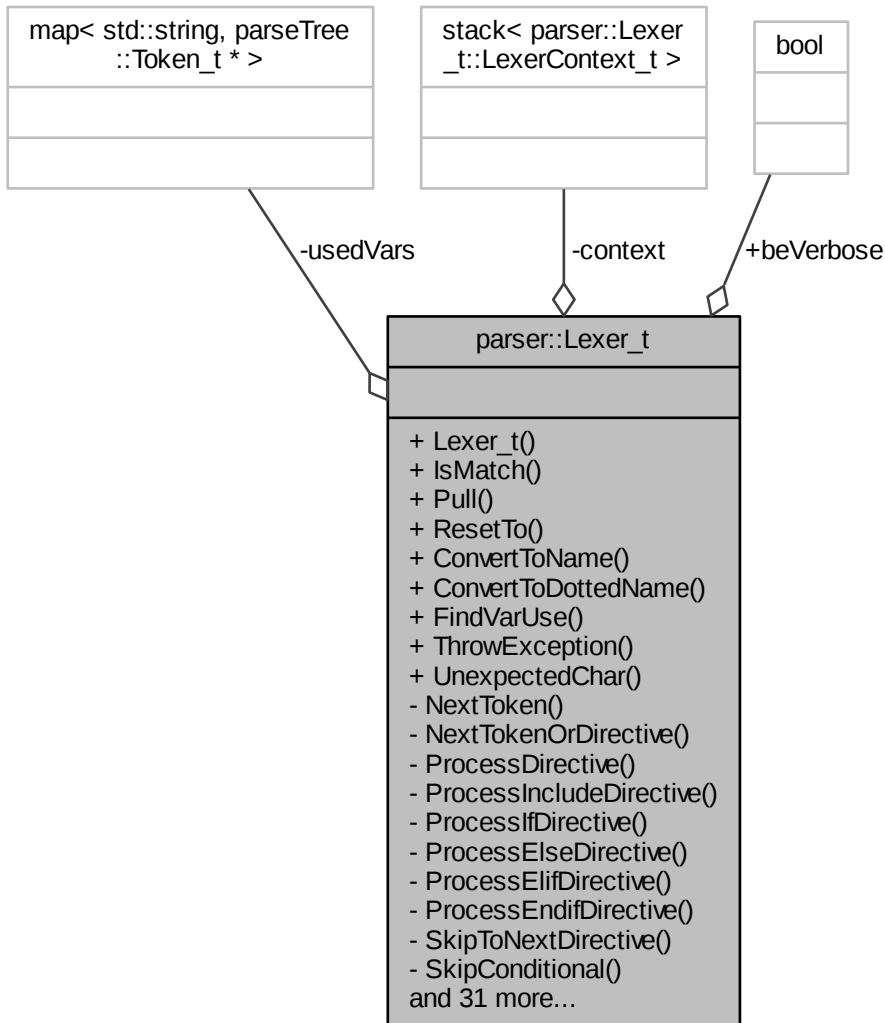 map< std::string, parseTree
::Token_t * >
stack< parser::Lexer
_t::LexerContext_t >
bool
-usedVars
-context
+beVerbose
parser::Lexer_t
+ Lexer_t()
+ IsMatch()
+ Pull()
+ ResetTo()
+ ConvertToName()
+ ConvertToDottedName()
+ FindVarUse()
+ ThrowException()
+ UnexpectedChar()
- NextToken()
- NextTokenOrDirective()
- ProcessDirective()
- ProcessIncludeDirective()
- ProcessIfDirective()
- ProcessElseDirective()
- ProcessElifDirective()
- ProcessEndifDirective()
- SkipToNextDirective()
- SkipConditional()
and 31 more...